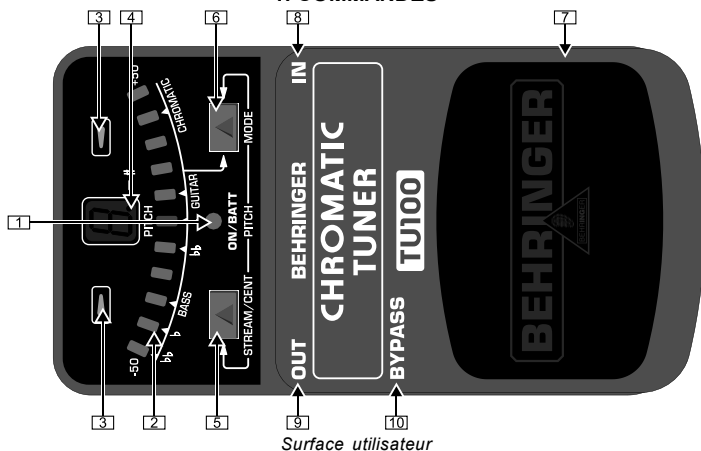 1. COMMANDES
3
4
6
8
7
+50
CHROMATIC
MODE
IN
#
GUITAR
1
PITCH
ON/BATT
PITCH
BEHRINGER
CHROMATIC
TUNER
TU100
BEHRINGER
BEHRINGER
♭♭
BASS
♭
♭♭
-50
STREAM/CENT
OUT
BYPASS
3
2
5
9
10
Surface utilisateur